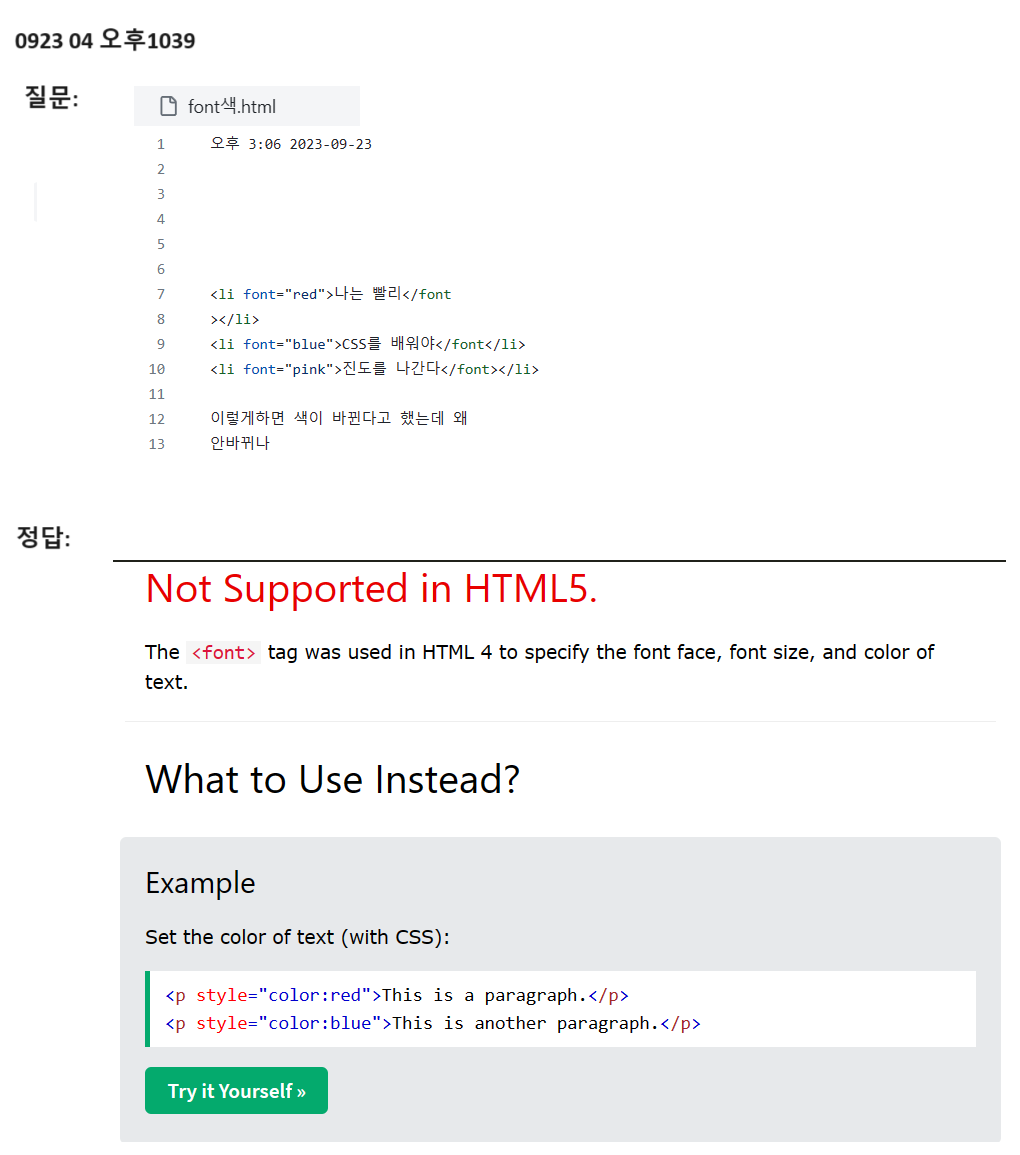 0923 04 오후1039
질문:
font색.html
1 오후 3:06 2023-09-23
2
3
4
5
6
7 <li font="red">나는 빨리</font
8 ></li>
9 <li font="blue">CSS를 배워야</font</li>
10 <li font="pink">진도를 나간다</font></li>
11
12 이렇게하면 색이 바뀐다고 했는데 왜
13 안바뀌나
정답:
Not Supported in HTML5.
The <font> tag was used in HTML 4 to specify the font face, font size, and color of
text.
What to Use Instead?
Example
Set the color of text (with CSS):
<p style="color:red">This is a paragraph.</p>
<p style="color:blue">This is another paragraph.</p>
Try it Yourself »